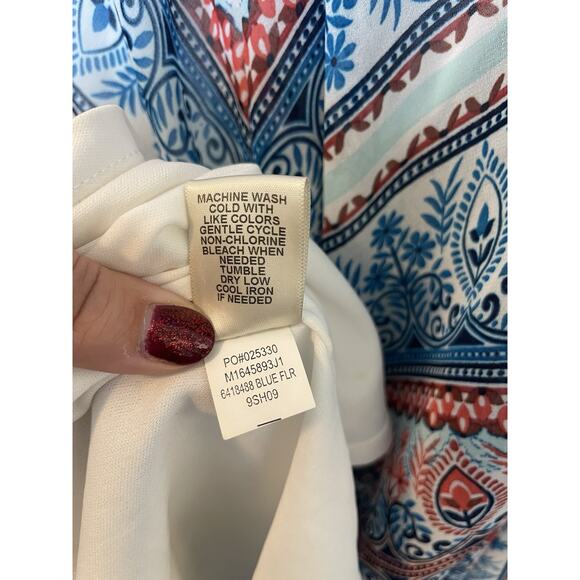 MACHINE WASH
COLD WITH
LIKE COLORS
GENTLE CYCLE
NON-CHLORINE
BLEACH WHEN
NEEDED
TUMBLE
DRY LOW
COOL IRON
IF NEEDED
PO#025330
M1645893J1
6418488 BLUE FLR
9SH09